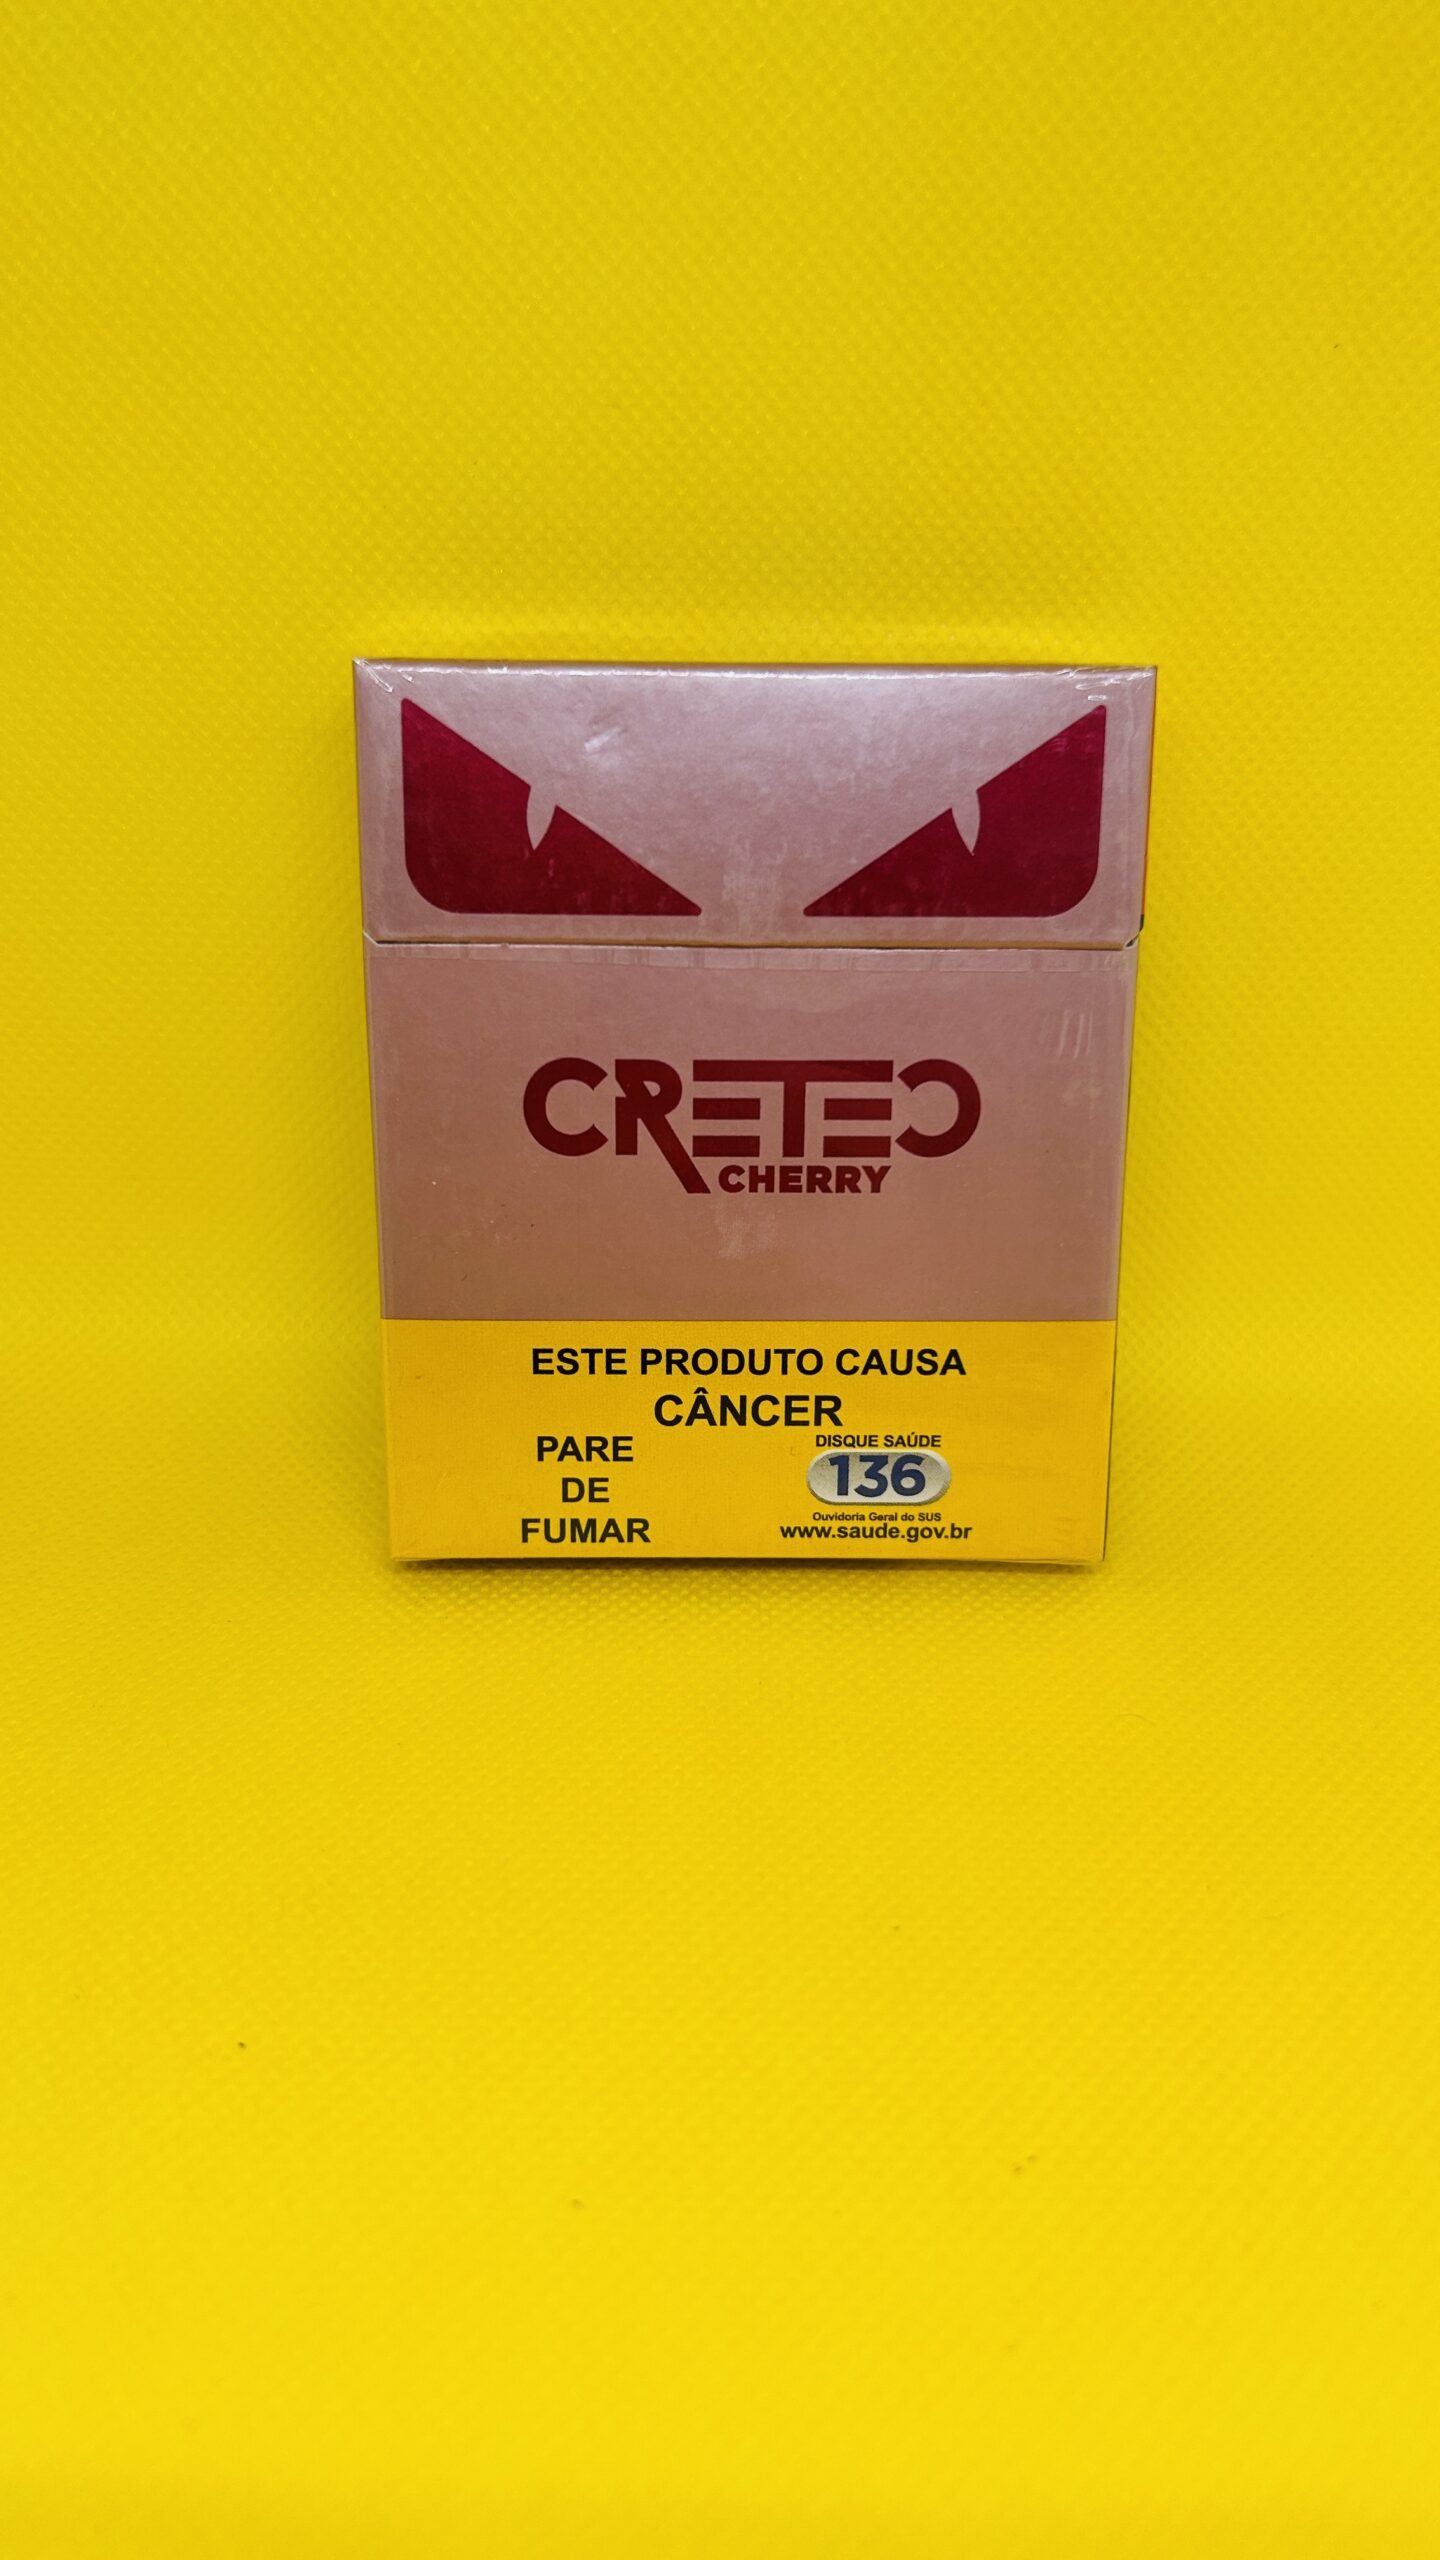 CRETEC
CHERRY
ESTE PRODUTO CAUSA
CÂNCER
PARE
DE
FUMAR
DISQUE SAÚDE
136
Ouvidoria Geral do SUS
www.saude.gov.br